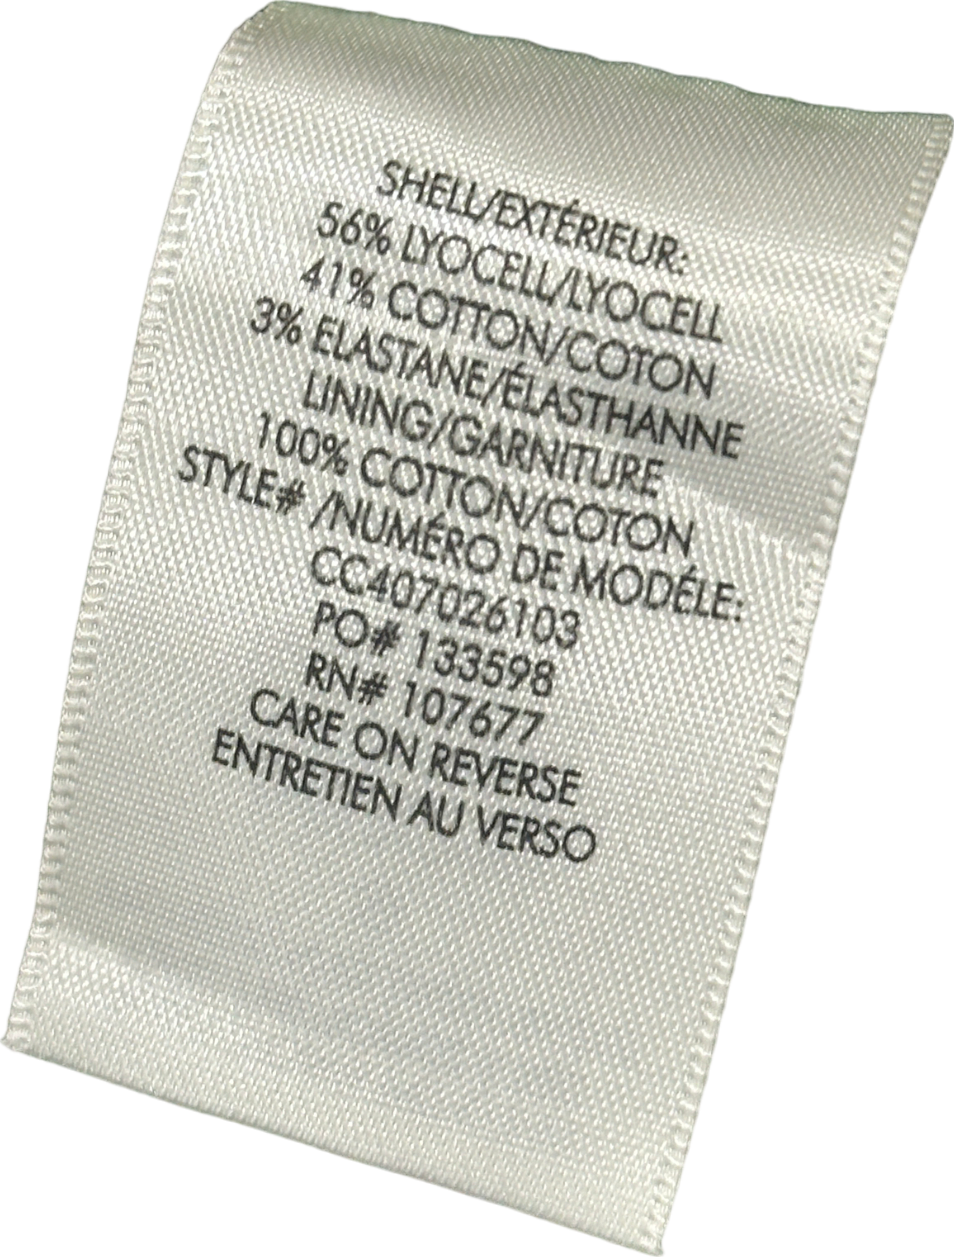 SHELL/EXTÉRIEUR:
56% LYOCELL/LYOCELL
41% COTTON/COTON
3% ELASTANE/ÉLASTHANNE
LINING/GARNITURE
100% COTTON/COTON
STYLE# /NUMÉRO DE MODÉLE:
CC407026103
PO# 133598
RN# 107677
CARE ON REVERSE
ENTRETIEN AU VERSO